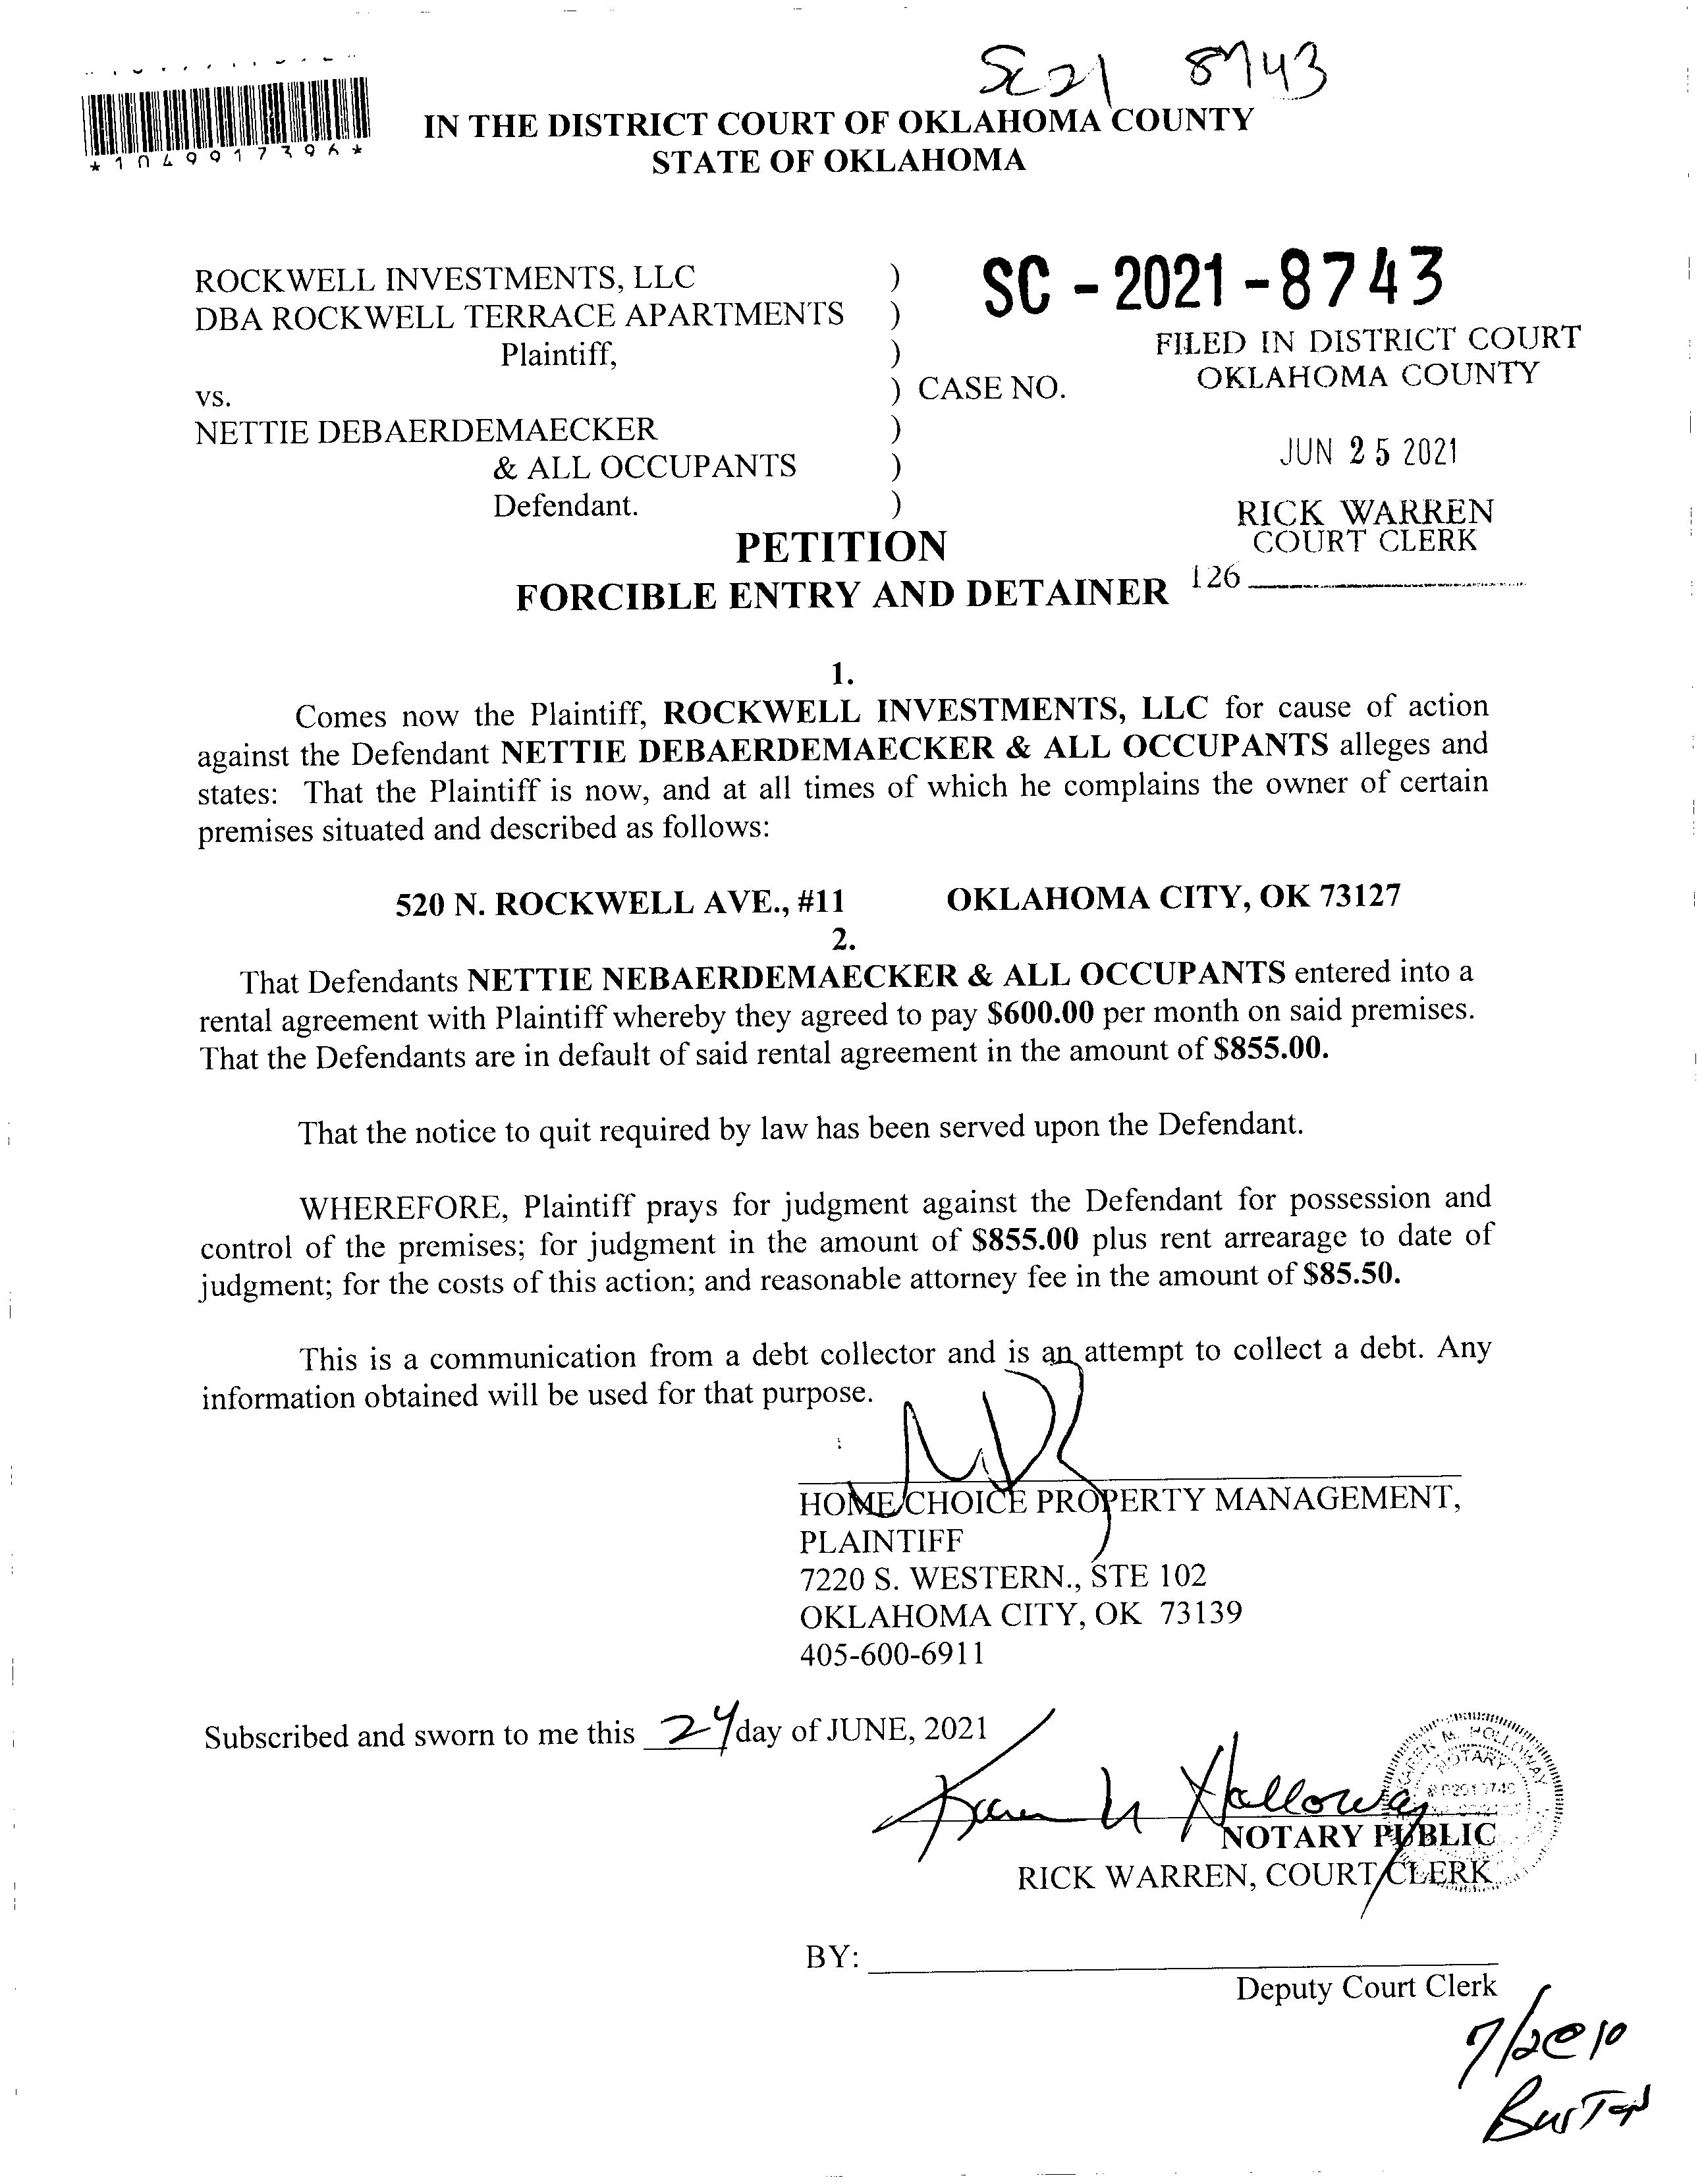 SC21 8743
*1049917396*
IN THE DISTRICT COURT OF OKLAHOMA COUNTY
STATE OF OKLAHOMA
ROCKWELL INVESTMENTS, LLC )
DBA ROCKWELL TERRACE APARTMENTS )
Plaintiff, )
vs. ) CASE NO.
NETTIE DEBAERDEMAECKER )
& ALL OCCUPANTS )
Defendant. )
SC - 2021 - 8743
FILED IN DISTRICT COURT
OKLAHOMA COUNTY
JUN 25 2021
RICK WARREN
COURT CLERK
126
PETITION
FORCIBLE ENTRY AND DETAINER
1.
Comes now the Plaintiff, ROCKWELL INVESTMENTS, LLC for cause of action
against the Defendant NETTIE DEBAERDEMAECKER & ALL OCCUPANTS alleges and
states: That the Plaintiff is now, and at all times of which he complains the owner of certain
premises situated and described as follows:
520 N. ROCKWELL AVE., #11 OKLAHOMA CITY, OK 73127
2.
That Defendants NETTIE NEBAERDEMAECKER & ALL OCCUPANTS entered into a
rental agreement with Plaintiff whereby they agreed to pay $600.00 per month on said premises.
That the Defendants are in default of said rental agreement in the amount of $855.00.
That the notice to quit required by law has been served upon the Defendant.
WHEREFORE, Plaintiff prays for judgment against the Defendant for possession and
control of the premises; for judgment in the amount of $855.00 plus rent arrearage to date of
judgment; for the costs of this action; and reasonable attorney fee in the amount of $85.50.
This is a communication from a debt collector and is an attempt to collect a debt. Any
information obtained will be used for that purpose.
HOME CHOICE PROPERTY MANAGEMENT,
PLAINTIFF
7220 S. WESTERN., STE 102
OKLAHOMA CITY, OK 73139
405-600-6911
Subscribed and sworn to me this 24 day of JUNE, 2021
Karen M Holloway
KAREN M. HOLLOWAY
NOTARY
NOTARY PUBLIC
RICK WARREN, COURT CLERK
BY:
Deputy Court Clerk
7/2@10
Burton